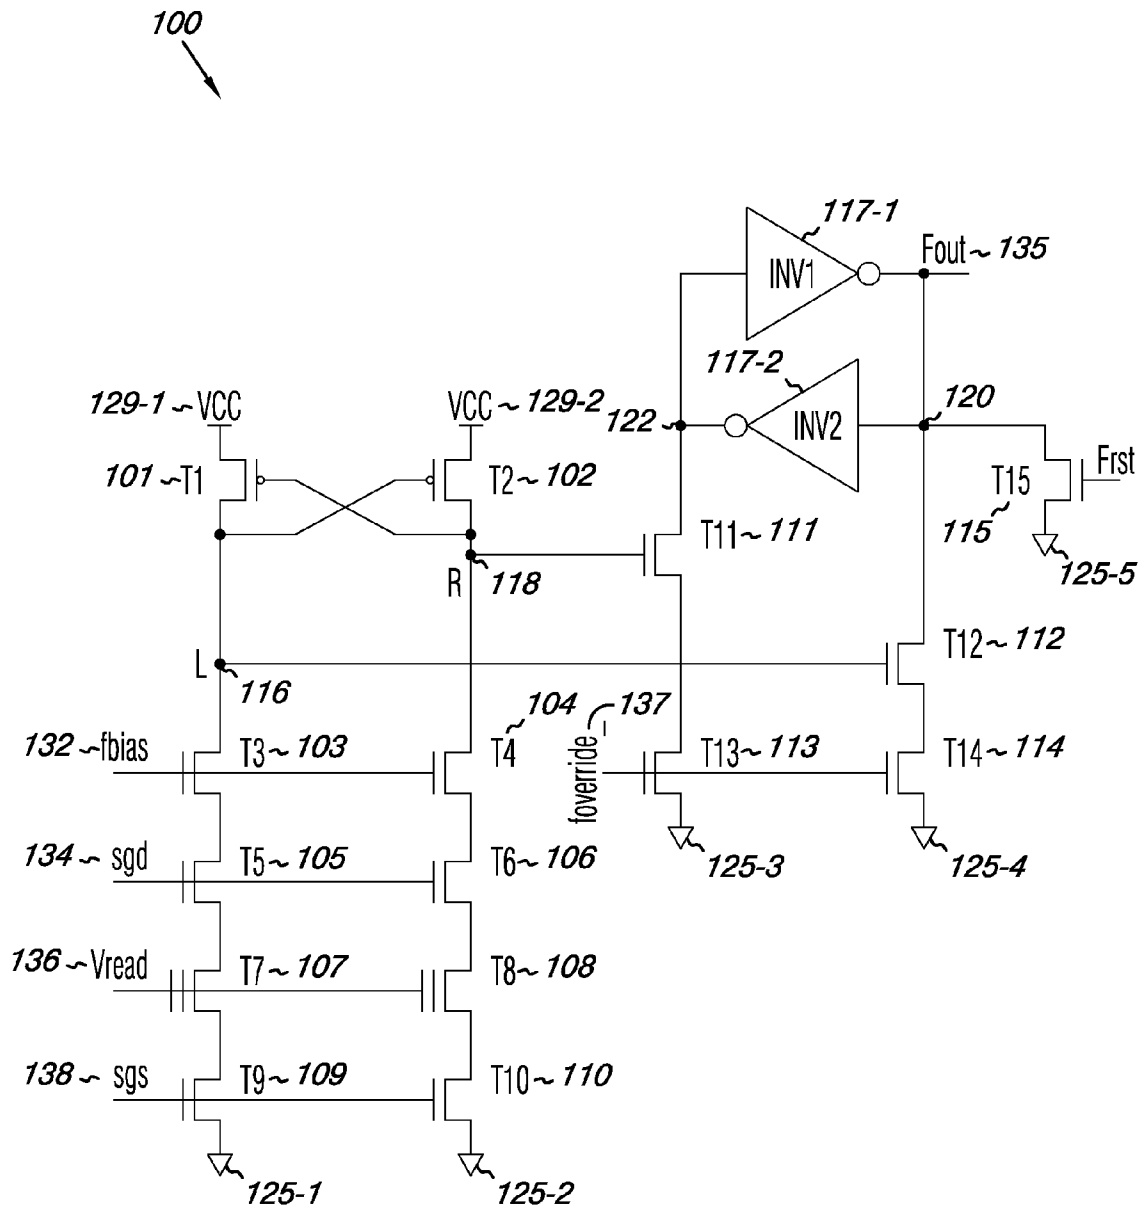 100
117-1
INV1
Fout 135
117-2
129-1 VCC
VCC 129-2
122
INV2
120
101 T1
T2 102
T15
Frst
115
T11 111
125-5
R 118
L
116
T12 112
104
137
132 fbias
T3 103
T4
foverride_
T13 113
T14 114
134 sgd
T5 105
T6 106
125-3
125-4
136 Vread
T7 107
T8 108
138 sgs
T9 109
T10 110
125-1
125-2